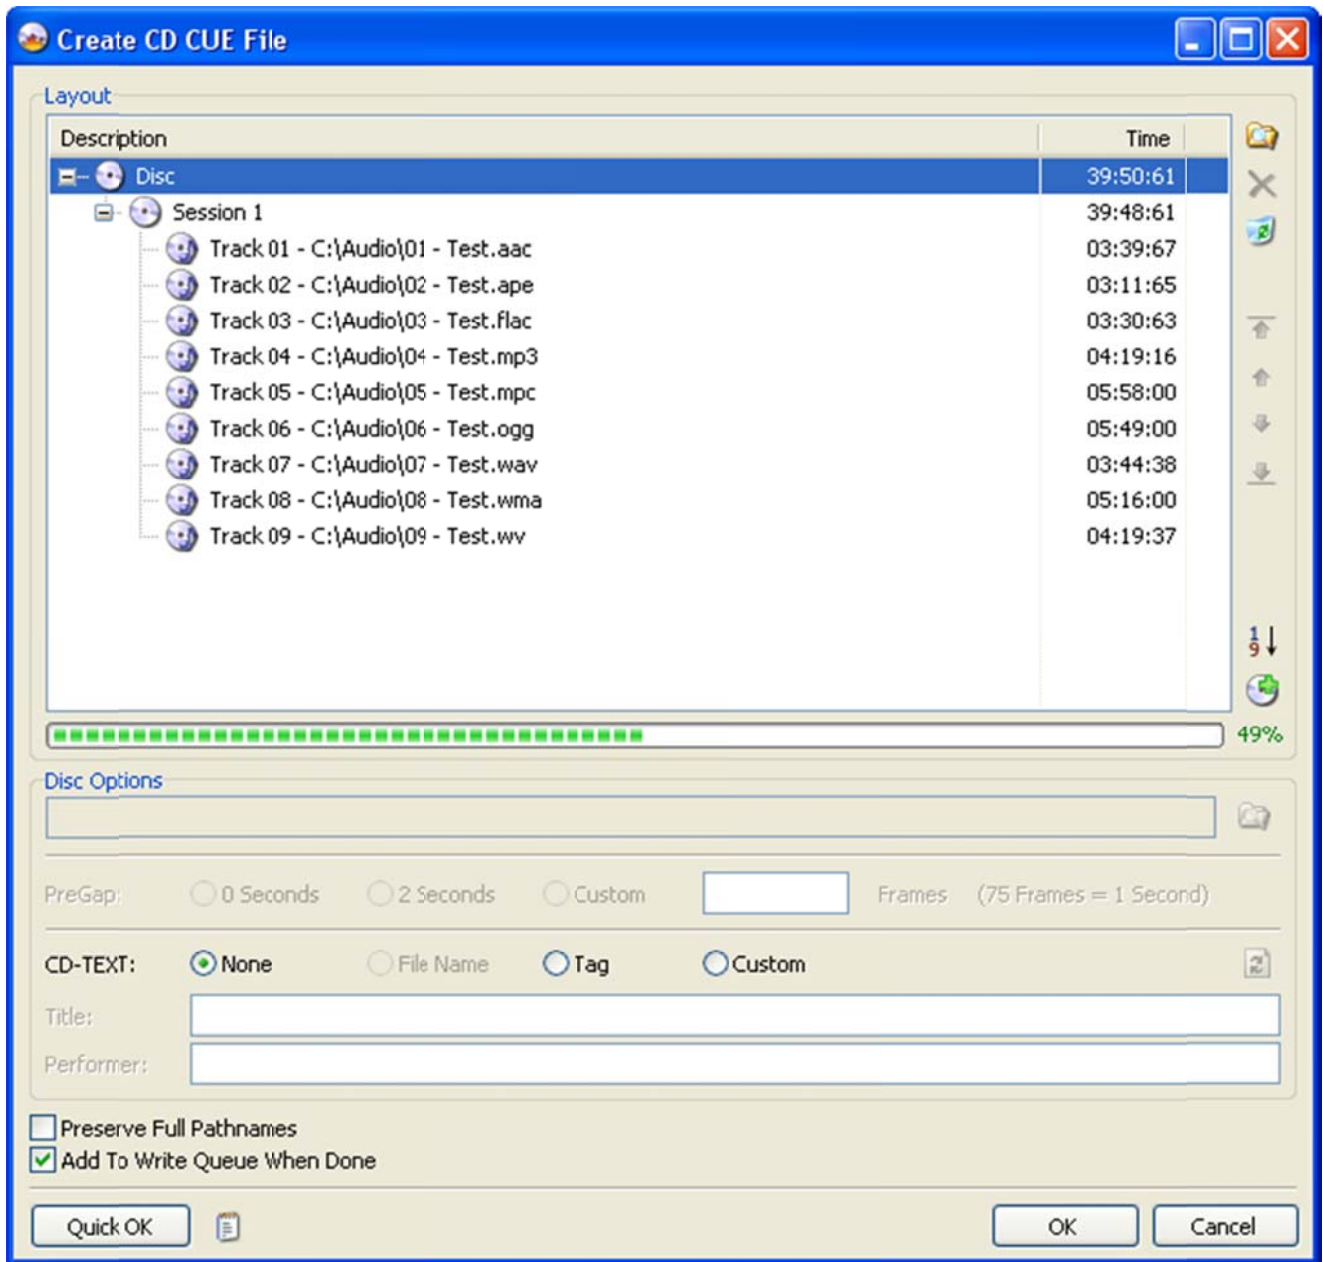 Create CD CUE File
Layout
Description Time
Disc 39:50:61
Session 1 39:48:61
Track 01 - C:\Audio\01 - Test.aac 03:39:67
Track 02 - C:\Audio\02 - Test.ape 03:11:65
Track 03 - C:\Audio\03 - Test.flac 03:30:63
Track 04 - C:\Audio\04 - Test.mp3 04:19:16
Track 05 - C:\Audio\05 - Test.mpc 05:58:00
Track 06 - C:\Audio\06 - Test.ogg 05:49:00
Track 07 - C:\Audio\07 - Test.wav 03:44:38
Track 08 - C:\Audio\08 - Test.wma 05:16:00
Track 09 - C:\Audio\09 - Test.wv 04:19:37
1
9
49%
Disc Options
PreGap: 0 Seconds 2 Seconds Custom Frames (75 Frames = 1 Second)
CD-TEXT: None File Name Tag Custom
Title:
Performer:
Preserve Full Pathnames
Add To Write Queue When Done
Quick OK OK Cancel